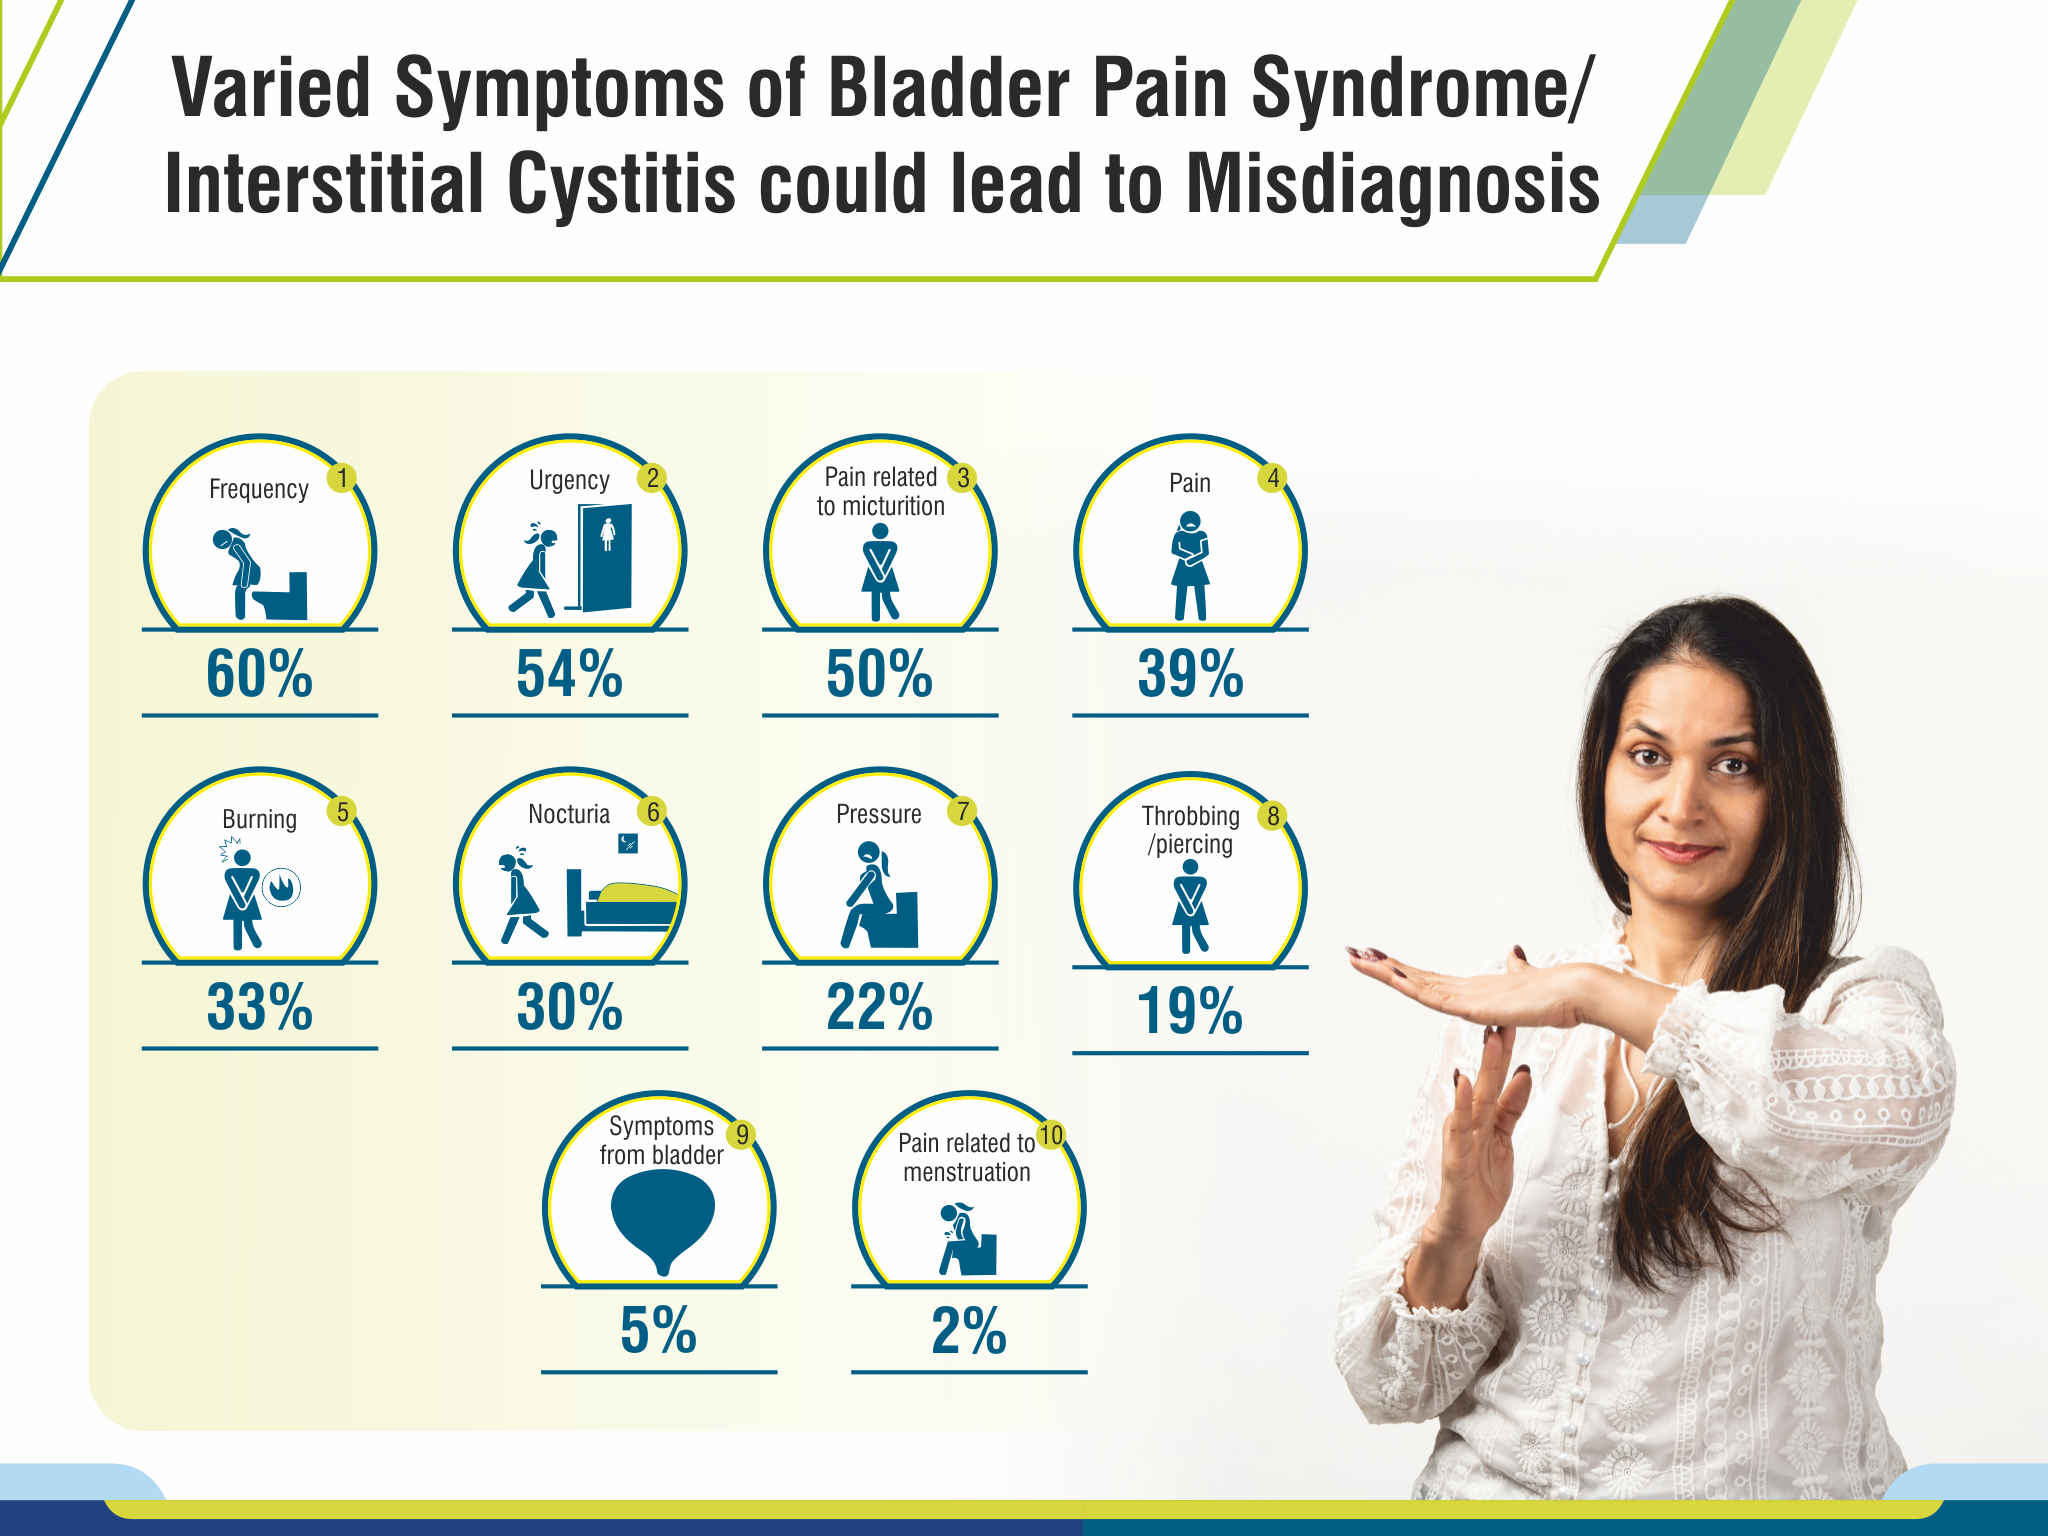 Varied Symptoms of Bladder Pain Syndrome/
Interstitial Cystitis could lead to Misdiagnosis
Frequency
1
60%
Urgency
2
54%
Pain related
to micturition
3
50%
Pain
4
39%
Burning
5
33%
Nocturia
6
30%
Pressure
7
22%
Throbbing
/piercing
8
19%
Symptoms
from bladder
9
5%
Pain related to
menstruation
10
2%